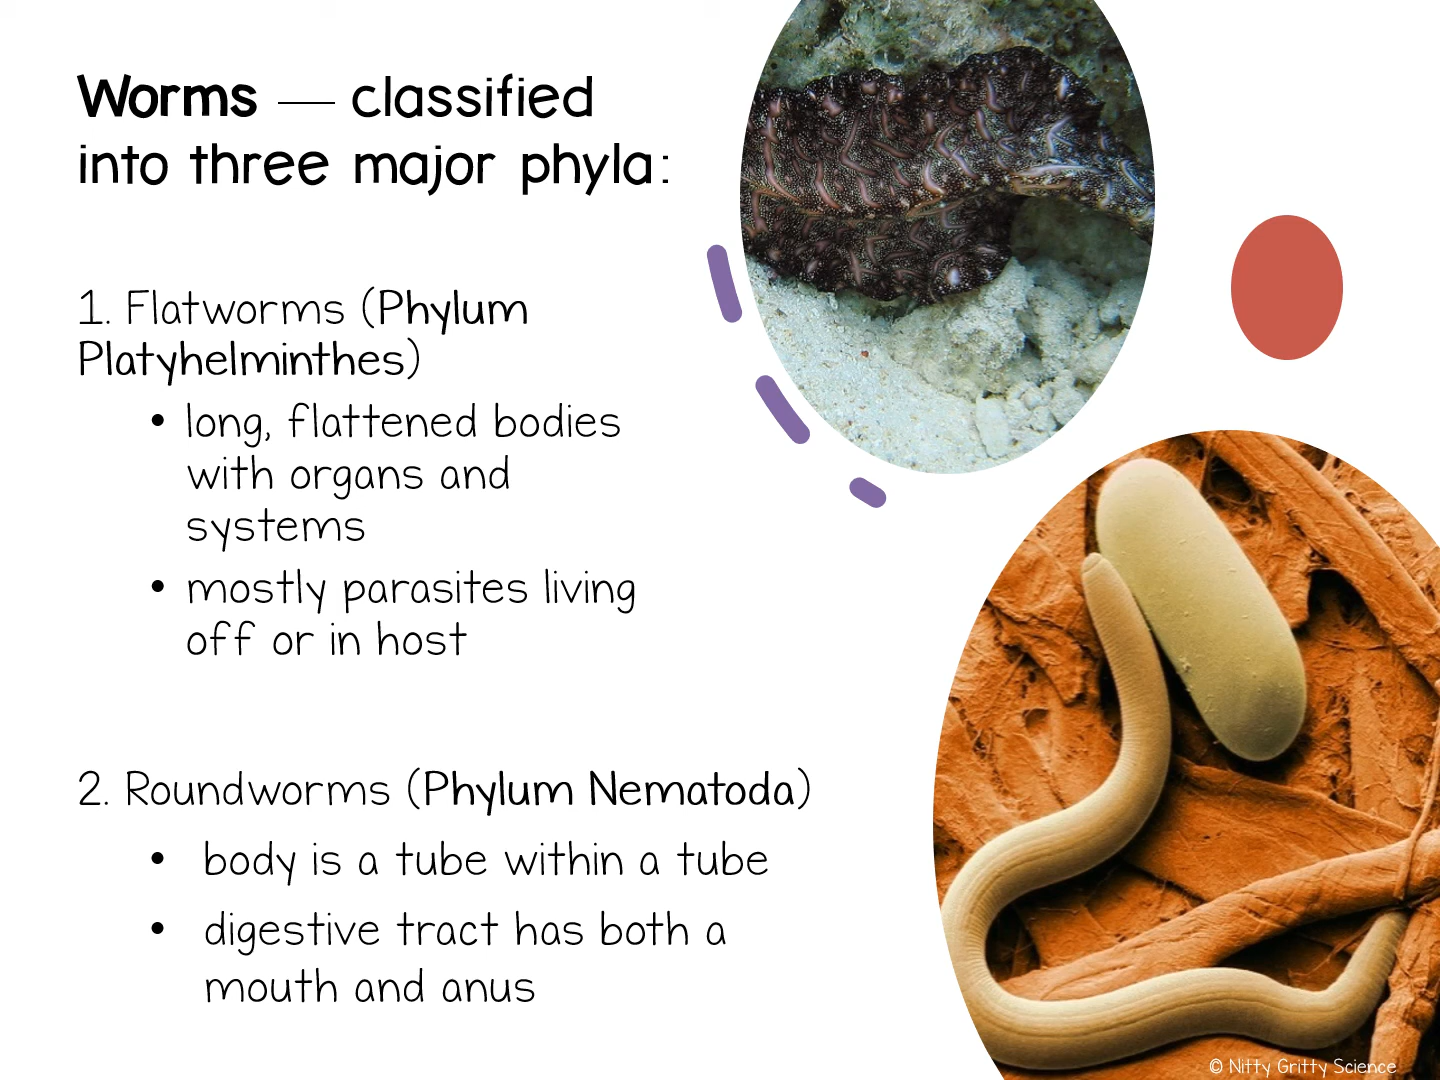 Worms — classified
into three major phyla:
1. Flatworms (Phylum
Platyhelminthes)
• long, flattened bodies
with organs and
systems
• mostly parasites living
off or in host
2. Roundworms (Phylum Nematoda)
• body is a tube within a tube
• digestive tract has both a
mouth and anus
© Nitty Gritty Science